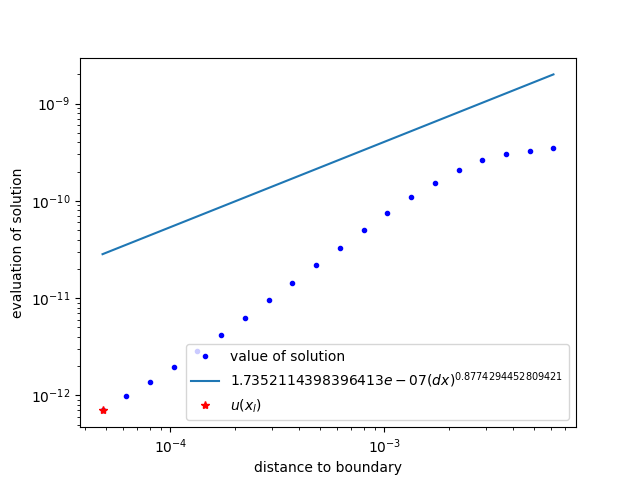 10⁻⁹
10⁻¹⁰
10⁻¹¹
10⁻¹²
evaluation of solution
value of solution
1.7352114398396413e − 07(dx)^0.8774294452809421
u(x_I)
10⁻⁴
10⁻³
distance to boundary